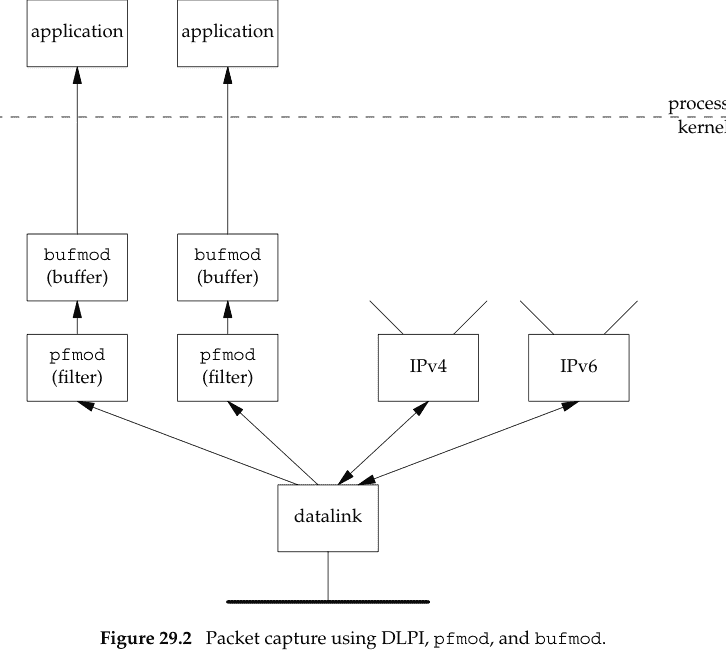 application application
process
kernel
bufmod bufmod
(buffer) (buffer)
pfmod pfmod IPv4 IPv6
(filter) (filter)
datalink
Figure 29.2 Packet capture using DLPI, pfmod, and bufmod.